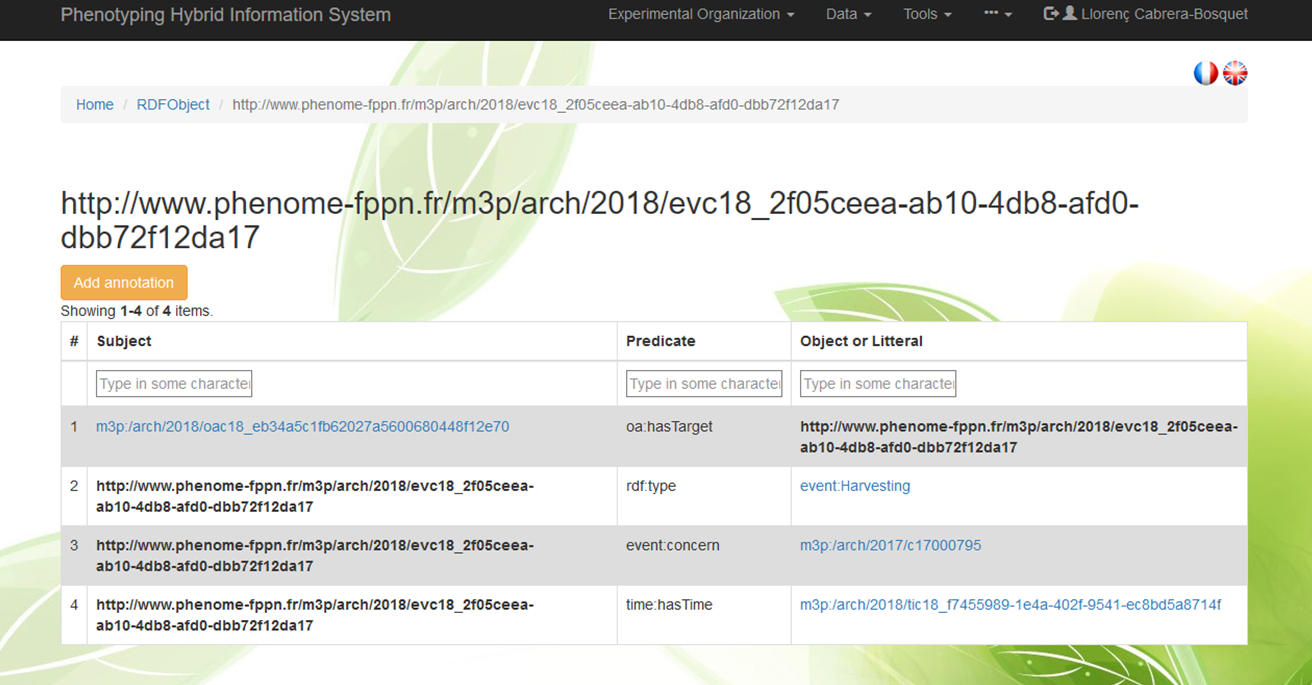 Phenotyping Hybrid Information System Experimental Organization Data Tools ••• Llorenç Cabrera-Bosquet
Home / RDFObject / http://www.phenome-fppn.fr/m3p/arch/2018/evc18_2f05ceea-ab10-4db8-afd0-dbb72f12da17
http://www.phenome-fppn.fr/m3p/arch/2018/evc18_2f05ceea-ab10-4db8-afd0-
dbb72f12da17
Add annotation
Showing 1-4 of 4 items.
# Subject Predicate Object or Litteral
Type in some character Type in some character Type in some character
1 m3p:/arch/2018/oac18_eb34a5c1fb62027a5600680448f12e70 oa:hasTarget http://www.phenome-fppn.fr/m3p/arch/2018/evc18_2f05ceea-
ab10-4db8-afd0-dbb72f12da17
2 http://www.phenome-fppn.fr/m3p/arch/2018/evc18_2f05ceea- rdf:type event:Harvesting
ab10-4db8-afd0-dbb72f12da17
3 http://www.phenome-fppn.fr/m3p/arch/2018/evc18_2f05ceea- event:concern m3p:/arch/2017/c17000795
ab10-4db8-afd0-dbb72f12da17
4 http://www.phenome-fppn.fr/m3p/arch/2018/evc18_2f05ceea- time:hasTime m3p:/arch/2018/tic18_f7455989-1e4a-402f-9541-ec8bd5a8714f
ab10-4db8-afd0-dbb72f12da17